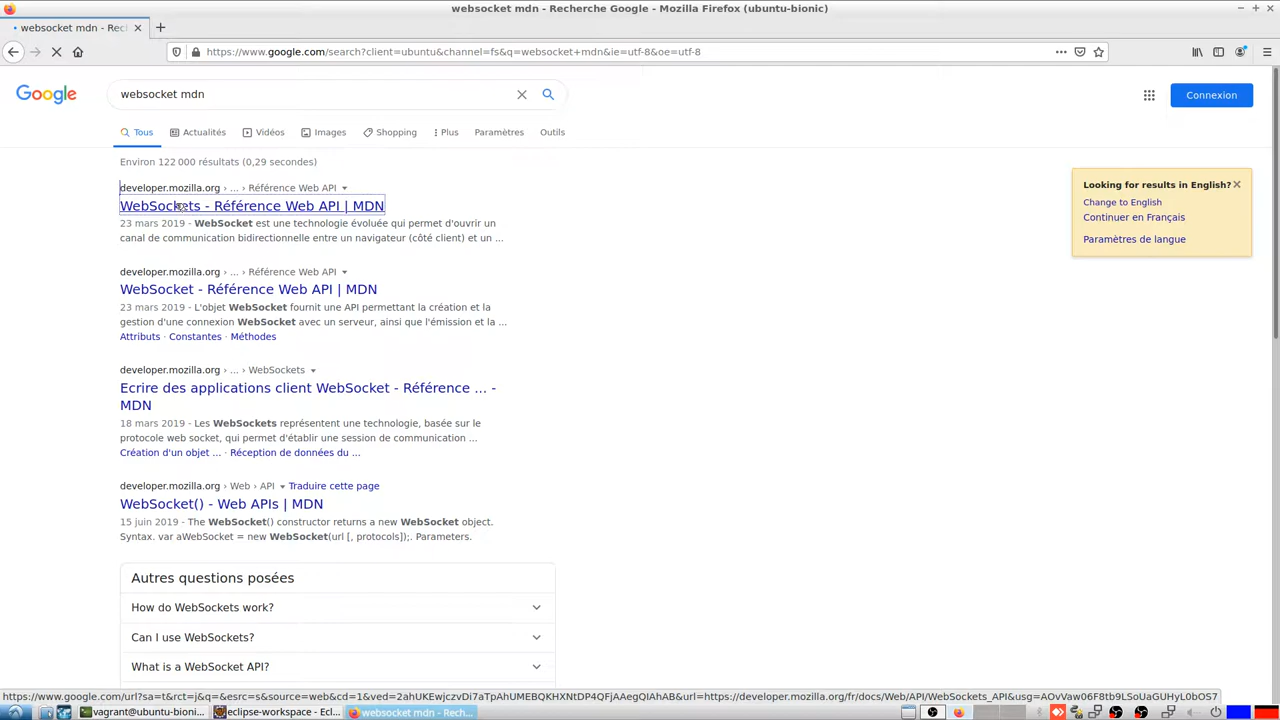 websocket mdn - Recherche Google - Mozilla Firefox (ubuntu-bionic)
websocket mdn - Rec
https://www.google.com/search?client=ubuntu&channel=fs&q=websocket+mdn&ie=utf-8&oe=utf-8
Google
websocket mdn
Connexion
Tous Actualités Vidéos Images Shopping Plus Paramètres Outils
Environ 122 000 résultats (0,29 secondes)
developer.mozilla.org › ... › Référence Web API
WebSockets - Référence Web API | MDN
23 mars 2019 - WebSocket est une technologie évoluée qui permet d'ouvrir un
canal de communication bidirectionnelle entre un navigateur (côté client) et un ...
developer.mozilla.org › ... › Référence Web API
WebSocket - Référence Web API | MDN
23 mars 2019 - L'objet WebSocket fournit une API permettant la création et la
gestion d'une connexion WebSocket avec un serveur, ainsi que l'émission et la ...
Attributs · Constantes · Méthodes
developer.mozilla.org › ... › WebSockets
Ecrire des applications client WebSocket - Référence ... -
MDN
18 mars 2019 - Les WebSockets représentent une technologie, basée sur le
protocole web socket, qui permet d'établir une session de communication ...
Création d'un objet ... · Réception de données du ...
developer.mozilla.org › Web › API Traduire cette page
WebSocket() - Web APIs | MDN
15 juin 2019 - The WebSocket() constructor returns a new WebSocket object.
Syntax. var aWebSocket = new WebSocket(url [, protocols]);. Parameters.
Autres questions posées
How do WebSockets work?
Can I use WebSockets?
What is a WebSocket API?
Looking for results in English?
Change to English
Continuer en Français
Paramètres de langue
https://www.google.com/url?sa=t&rct=j&q=&esrc=s&source=web&cd=1&ved=2ahUKEwjczvDi7aTpAhUMEBQKHXNtDP4QFjAAegQIAhAB&url=https://developer.mozilla.org/fr/docs/Web/API/WebSockets_API&usg=AOvVaw06F8tb9LSoUaGUHyL0bOS7
vagrant@ubuntu-bioni... eclipse-workspace - Ecl... websocket mdn - Rech...